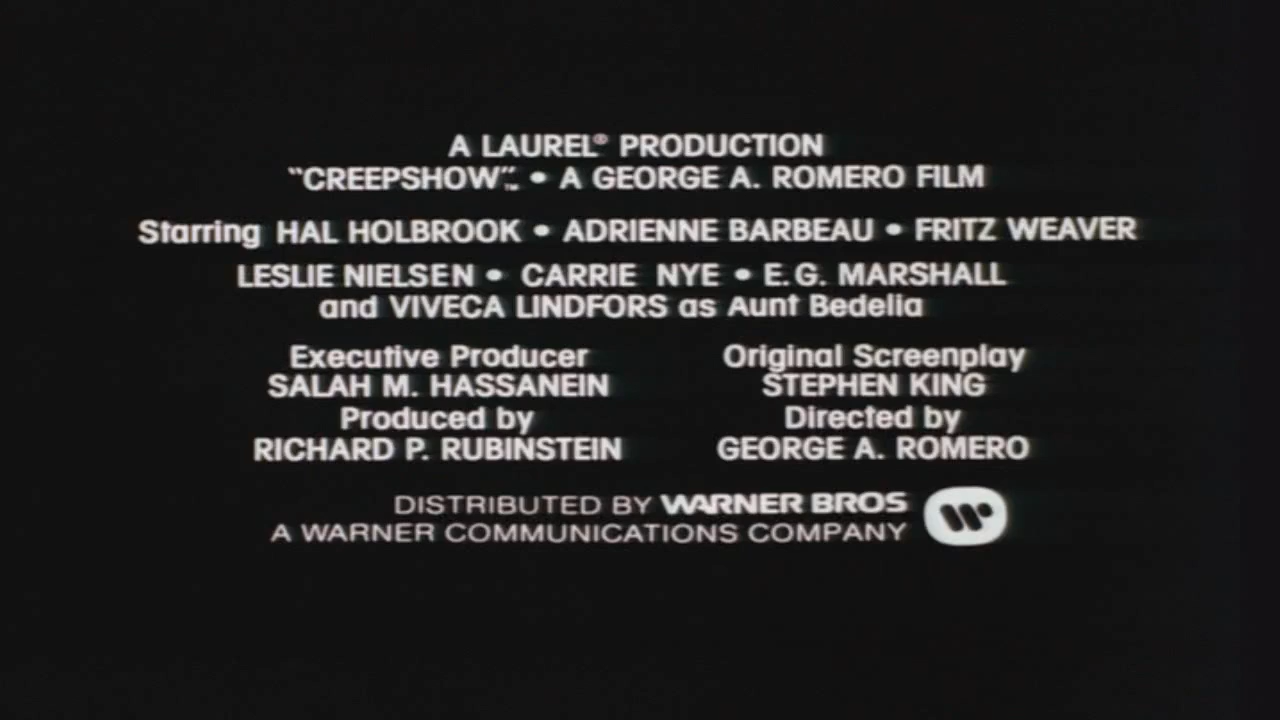 A LAUREL® PRODUCTION
"CREEPSHOW"™ • A GEORGE A. ROMERO FILM
Starring HAL HOLBROOK • ADRIENNE BARBEAU • FRITZ WEAVER
LESLIE NIELSEN • CARRIE NYE • E.G. MARSHALL
and VIVECA LINDFORS as Aunt Bedelia
Executive Producer
SALAH M. HASSANEIN
Produced by
RICHARD P. RUBINSTEIN
Original Screenplay
STEPHEN KING
Directed by
GEORGE A. ROMERO
DISTRIBUTED BY WARNER BROS
A WARNER COMMUNICATIONS COMPANY